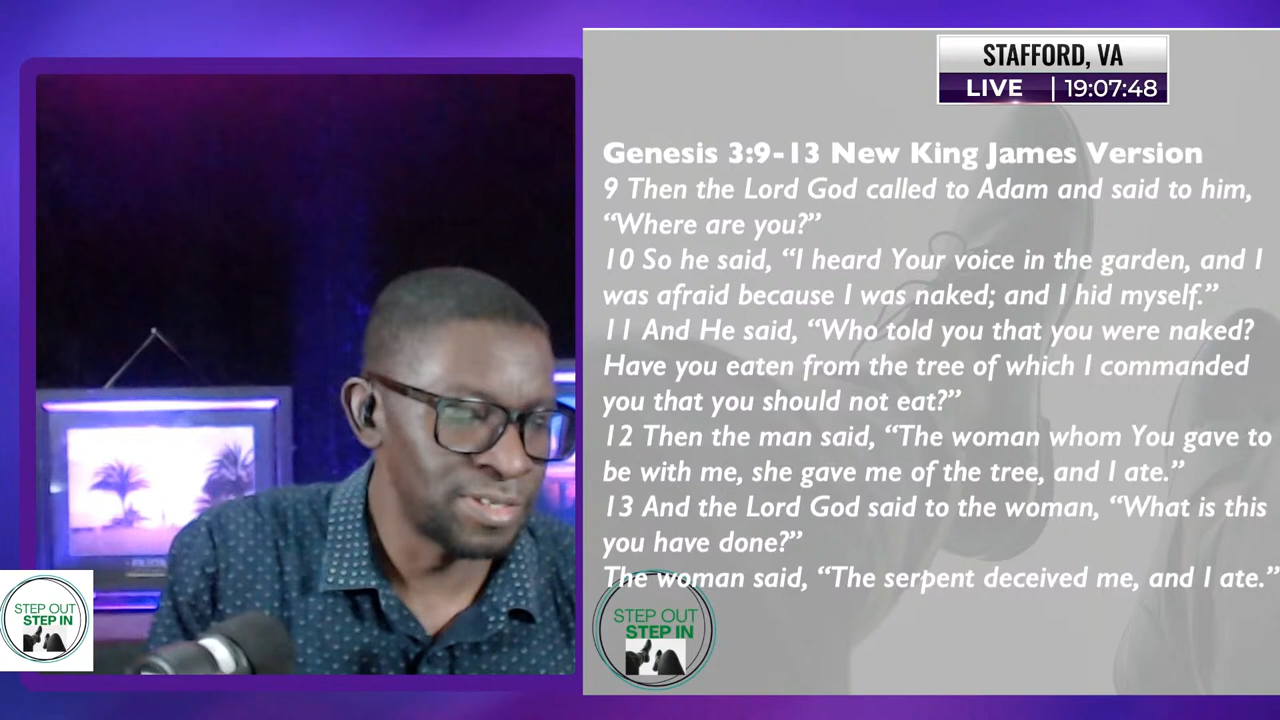 STAFFORD, VA
LIVE | 19:07:48
Genesis 3:9-13 New King James Version
9 Then the Lord God called to Adam and said to him,
“Where are you?”
10 So he said, “I heard Your voice in the garden, and I
was afraid because I was naked; and I hid myself.”
11 And He said, “Who told you that you were naked?
Have you eaten from the tree of which I commanded
you that you should not eat?”
12 Then the man said, “The woman whom You gave to
be with me, she gave me of the tree, and I ate.”
13 And the Lord God said to the woman, “What is this
you have done?”
The woman said, “The serpent deceived me, and I ate.”
STEP OUT
STEP IN
STEP OUT
STEP IN